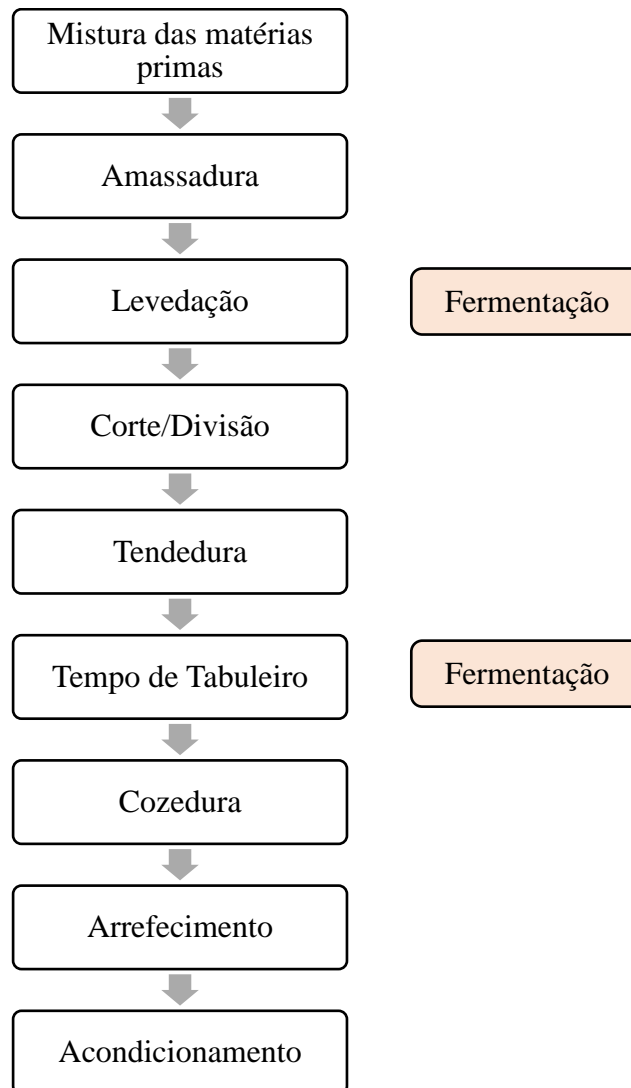 Mistura das matérias
primas
Amassadura
Levedação
Fermentação
Corte/Divisão
Tendedura
Tempo de Tabuleiro
Fermentação
Cozedura
Arrefecimento
Acondicionamento